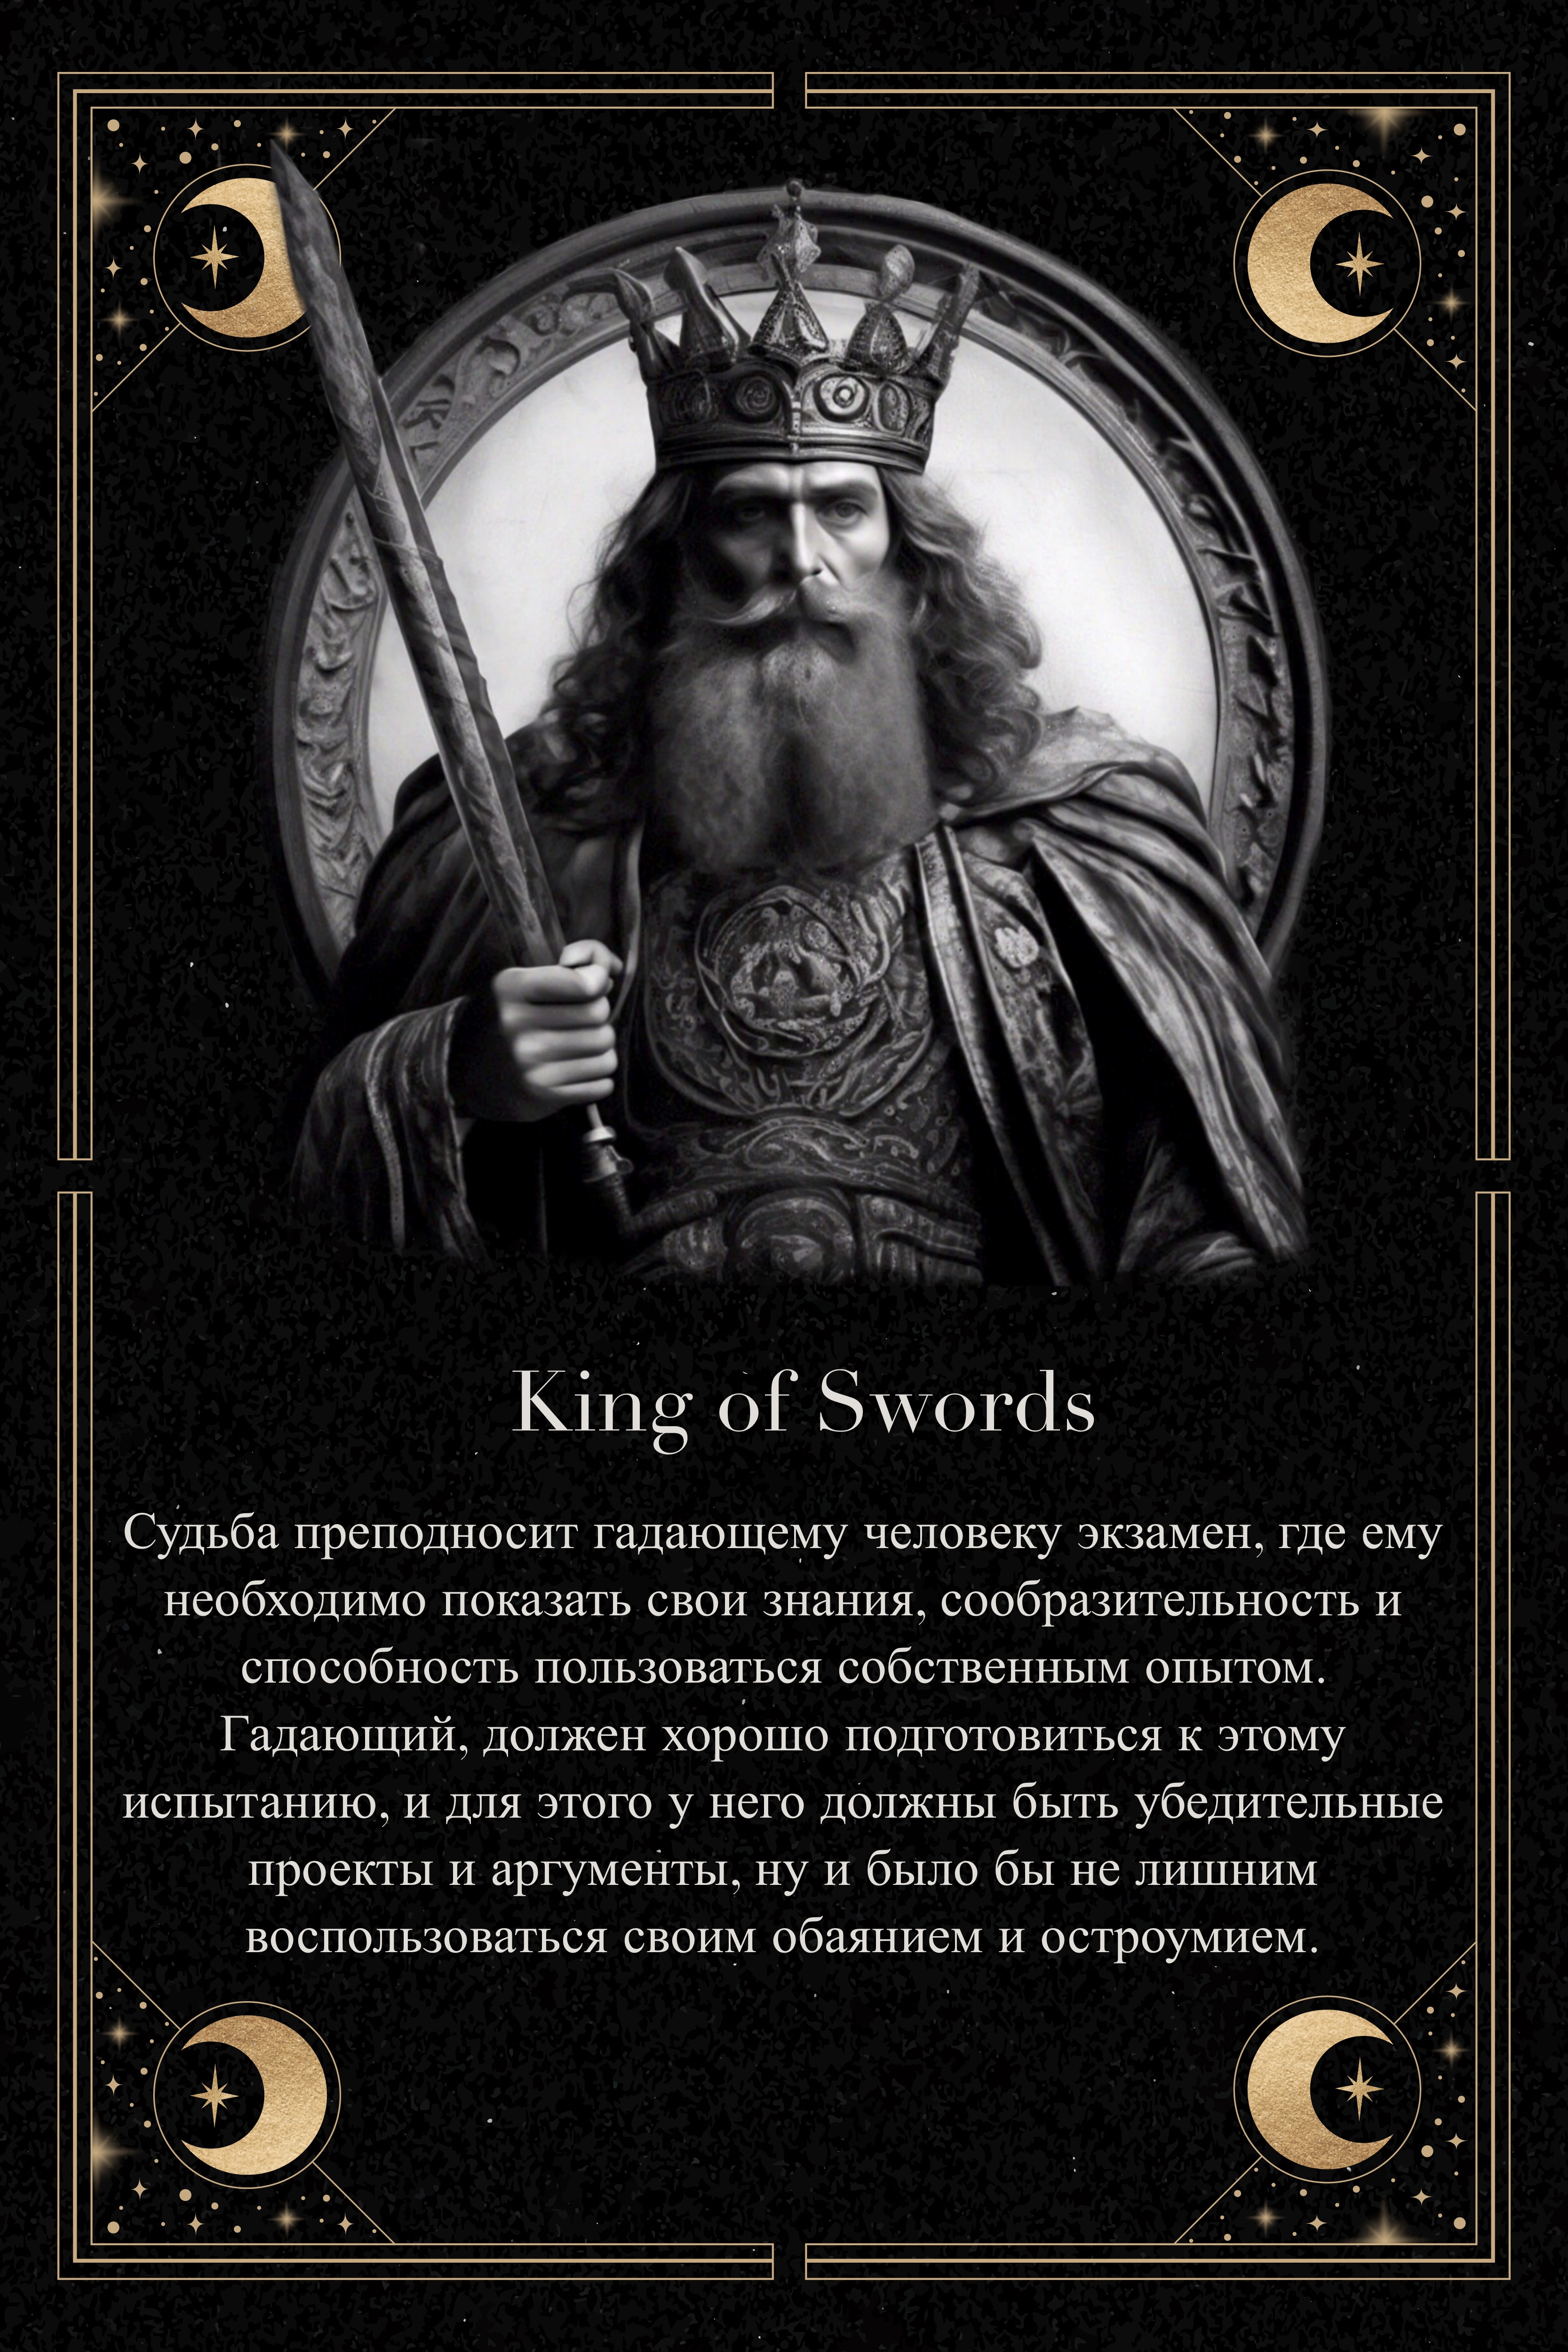 King of Swords
Судьба преподносит гадающему человеку экзамен, где ему
необходимо показать свои знания, сообразительность и
способность пользоваться собственным опытом.
Гадающий, должен хорошо подготовиться к этому
испытанию, и для этого у него должны быть убедительные
проекты и аргументы, ну и было бы не лишним
воспользоваться своим обаянием и остроумием.